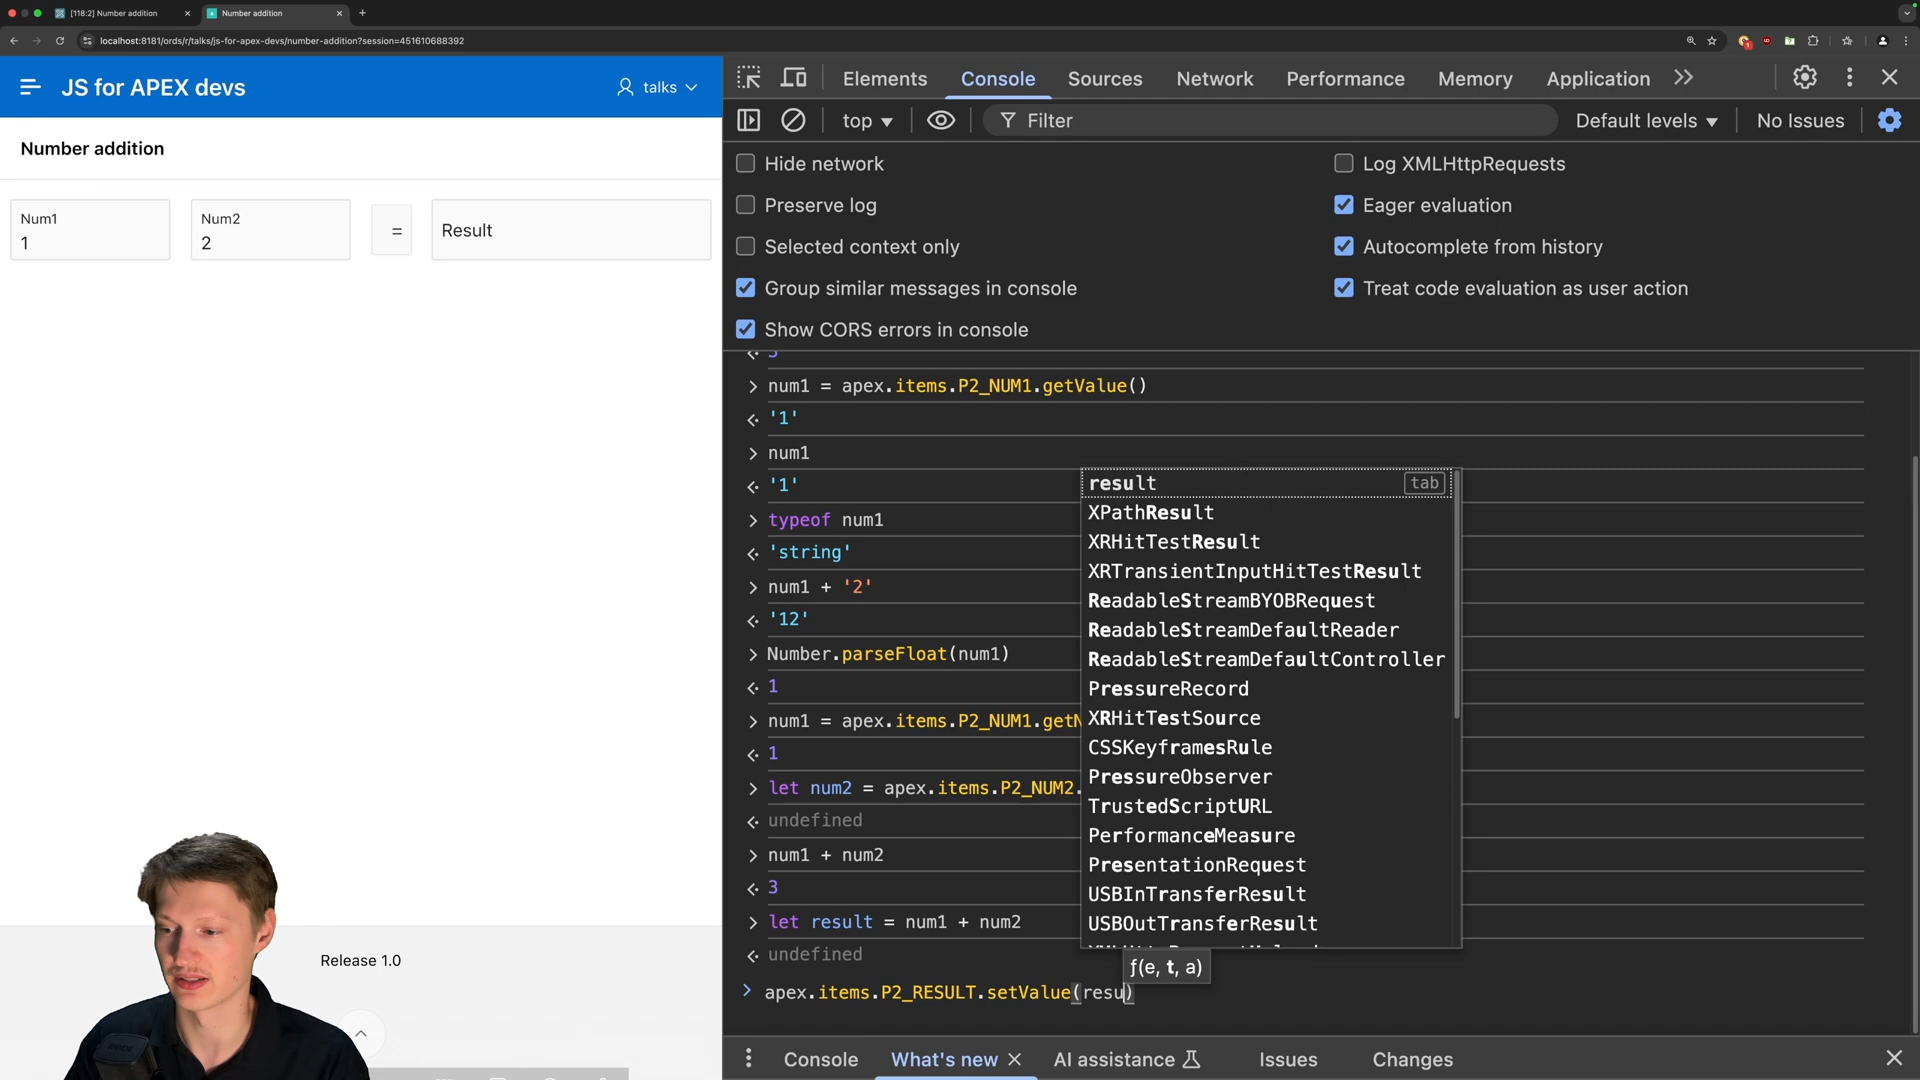 [118:2] Number addition
Number addition
localhost:8181/ords/r/talks/js-for-apex-devs/number-addition?session=451610688392
JS for APEX devs
talks
Number addition
Num1
1
Num2
2
=
Result
Release 1.0
Elements
Console
Sources
Network
Performance
Memory
Application
top
Filter
Default levels
No Issues
Hide network
Log XMLHttpRequests
Preserve log
Eager evaluation
Selected context only
Autocomplete from history
Group similar messages in console
Treat code evaluation as user action
Show CORS errors in console
> num1 = apex.items.P2_NUM1.getValue()
'1'
> num1
'1'
> typeof num1
'string'
> num1 + '2'
'12'
> Number.parseFloat(num1)
1
> num1 = apex.items.P2_NUM1.getN
1
> let num2 = apex.items.P2_NUM2.
undefined
> num1 + num2
3
> let result = num1 + num2
undefined
> apex.items.P2_RESULT.setValue(resu)
result tab
XPathResult
XRHitTestResult
XRTransientInputHitTestResult
ReadableStreamBYOBRequest
ReadableStreamDefaultReader
ReadableStreamDefaultController
PressureRecord
XRHitTestSource
CSSKeyframesRule
PressureObserver
TrustedScriptURL
PerformanceMeasure
PresentationRequest
USBInTransferResult
USBOutTransferResult
ƒ(e, t, a)
Console
What's new
AI assistance
Issues
Changes